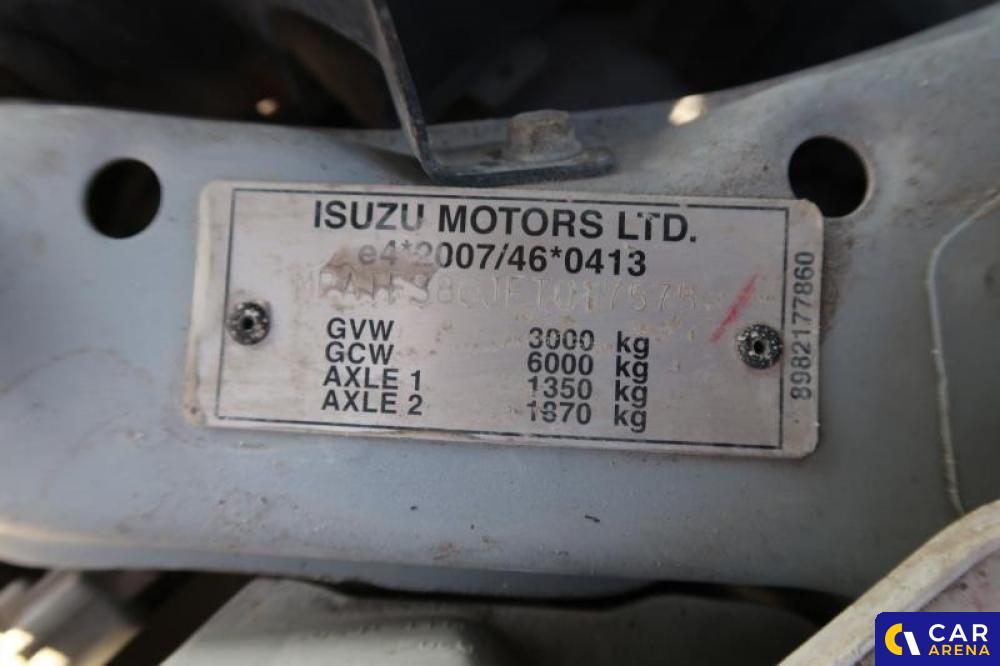 ISUZU MOTORS LTD.
e4*2007/46*0413
GVW 3000 kg
GCW 6000 kg
AXLE 1 1350 kg
AXLE 2 1870 kg
8982177860
CAR
ARENA